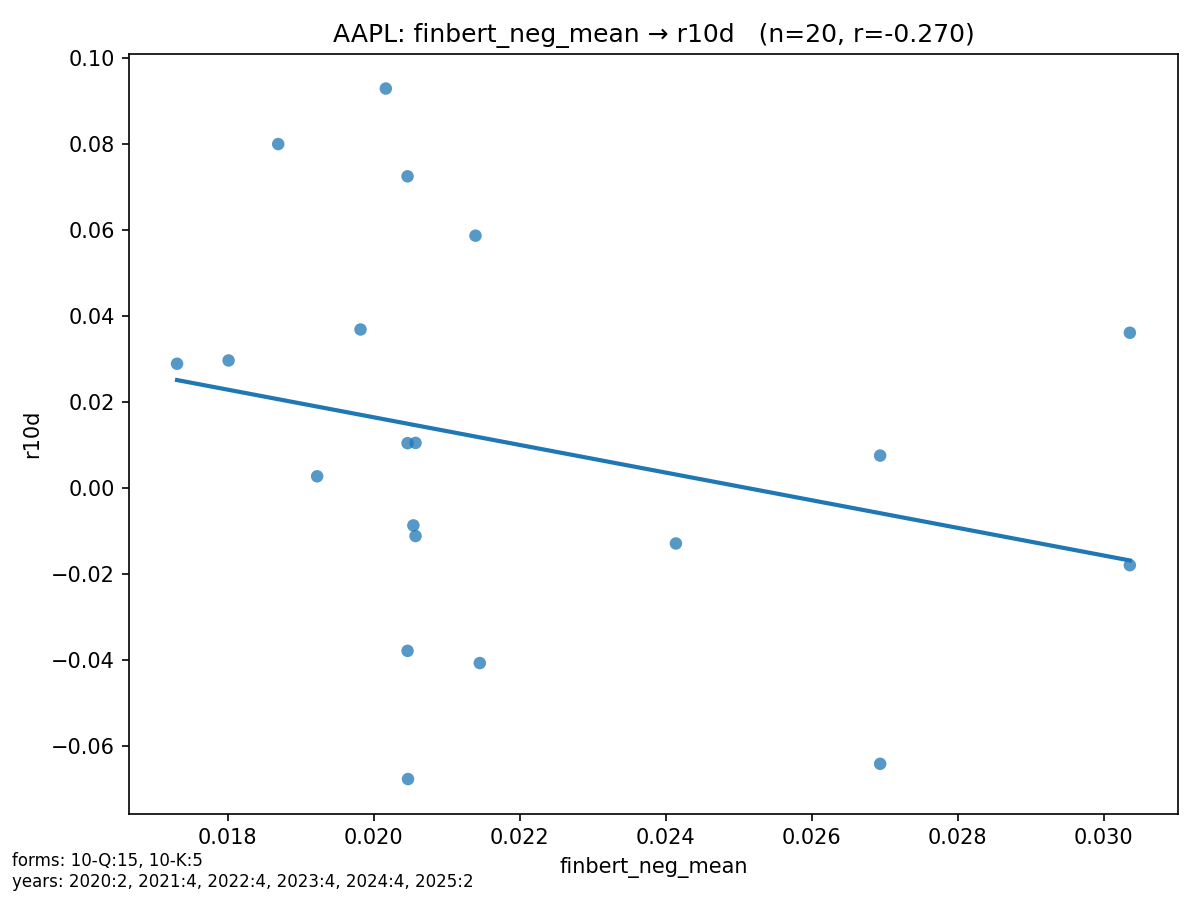 AAPL: finbert_neg_mean → r10d (n=20, r=-0.270)
0.10
0.08
0.06
0.04
0.02
0.00
−0.02
−0.04
−0.06
r10d
0.018 0.020 0.022 0.024 0.026 0.028 0.030
finbert_neg_mean
forms: 10-Q:15, 10-K:5
years: 2020:2, 2021:4, 2022:4, 2023:4, 2024:4, 2025:2